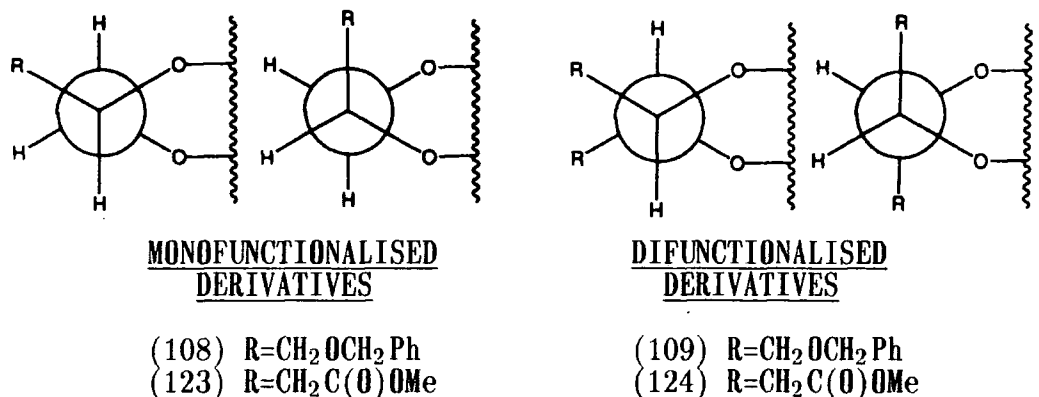 H
R O
H O
H
R
H O
H O
H
H
R O
R O
H
R
H O
H O
R
MONOFUNCTIONALISED
DERIVATIVES
(108) R=CH₂OCH₂Ph
(123) R=CH₂C(O)OMe
DIFUNCTIONALISED
DERIVATIVES
(109) R=CH₂OCH₂Ph
(124) R=CH₂C(O)OMe